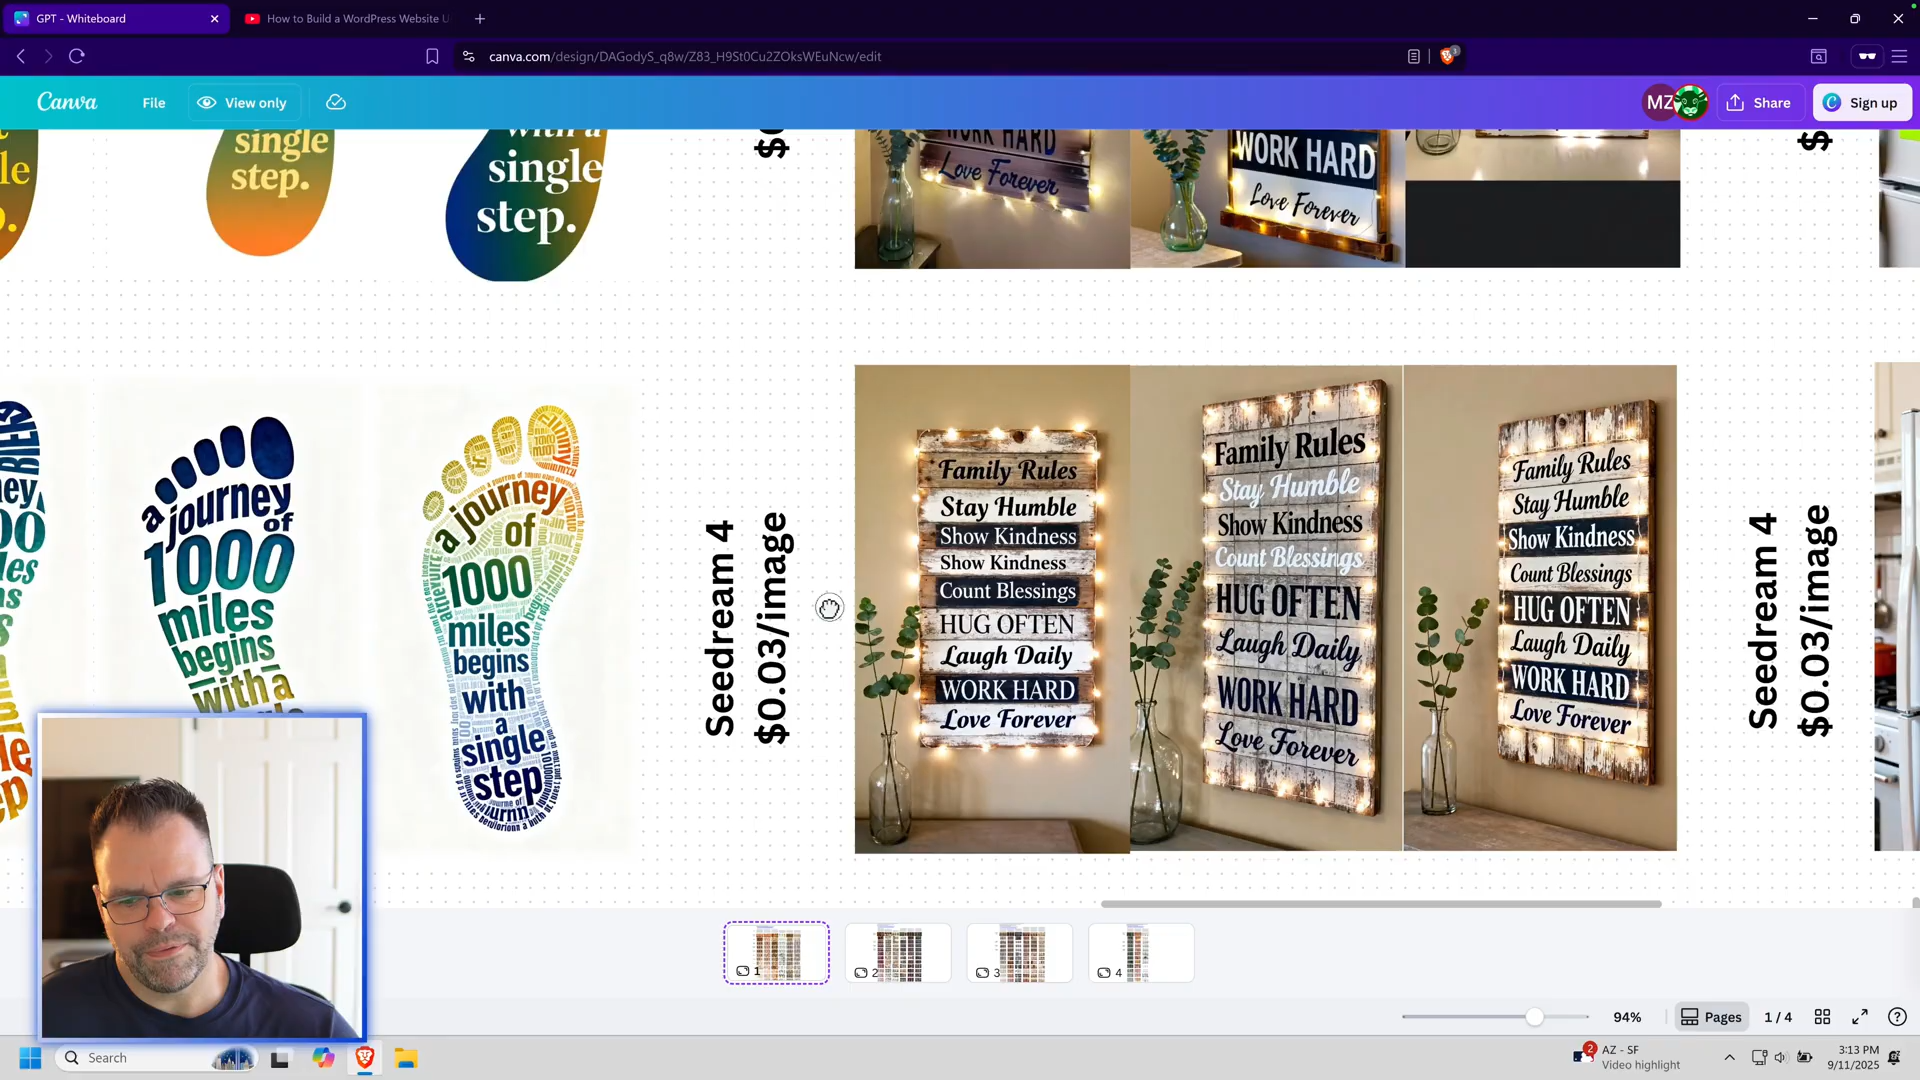 GPT - Whiteboard
How to Build a WordPress Website U
canva.com/design/DAGodyS_q8w/Z83_H9St0Cu2ZOksWEuNcw/edit
Canva
File
View only
MZ
Share
Sign up
single
step.
with a
single
step.
WORK HARD
Love Forever
WORK HARD
Love Forever
a journey
of
1000
miles
begins
with a
a journey
of
1000
miles
begins
with
a
single
step
Seedream 4
$0.03/image
Family Rules
Stay Humble
Show Kindness
Show Kindness
Count Blessings
HUG OFTEN
Laugh Daily
WORK HARD
Love Forever
Family Rules
Stay Humble
Show Kindness
Count Blessings
HUG OFTEN
Laugh Daily
WORK HARD
Love Forever
Family Rules
Stay Humble
Show Kindness
Count Blessings
HUG OFTEN
Laugh Daily
WORK HARD
Love Forever
Seedream 4
$0.03/image
1
2
3
4
94%
Pages
1 / 4
Search
2
AZ - SF
Video highlight
3:13 PM
9/11/2025